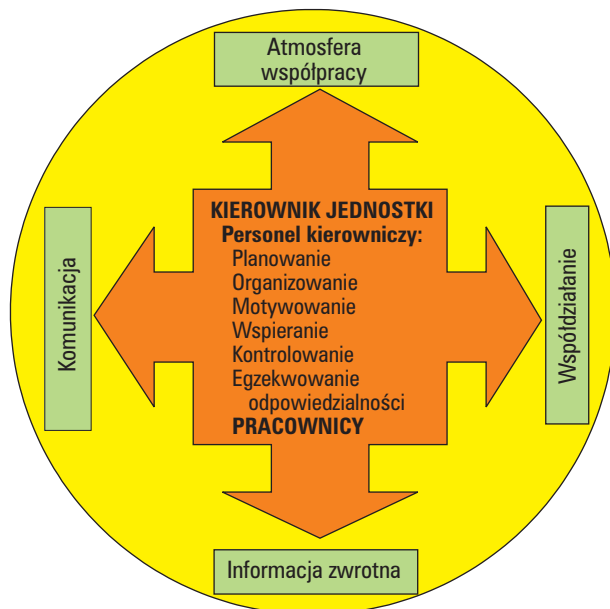 Atmosfera
współpracy
KIEROWNIK JEDNOSTKI
Personel kierowniczy:
Planowanie
Organizowanie
Motywowanie
Wspieranie
Kontrolowanie
Egzekwowanie
odpowiedzialności
PRACOWNICY
Komunikacja
Współdziałanie
Informacja zwrotna